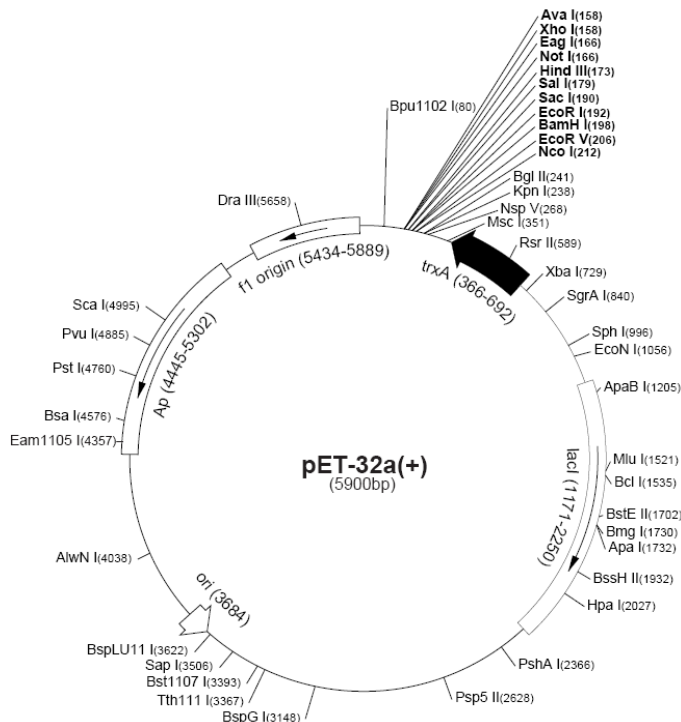 Ava I(158)
Xho I(158)
Eag I(166)
Not I(166)
Hind III(173)
Sal I(179)
Sac I(190)
EcoR I(192)
BamH I(198)
EcoR V(206)
Nco I(212)
Bpu1102 I(80)
Bgl II(241)
Kpn I(238)
Nsp V(268)
Msc I(351)
Rsr II(589)
Xba I(729)
SgrA I(840)
Sph I(996)
EcoN I(1056)
ApaB I(1205)
Mlu I(1521)
Bcl I(1535)
BstE II(1702)
Bmg I(1730)
Apa I(1732)
BssH II(1932)
Hpa I(2027)
PshA I(2366)
Psp5 II(2628)
BspG I(3148)
Tth111 I(3367)
Bst1107 I(3393)
Sap I(3506)
BspLU11 I(3622)
AlwN I(4038)
Eam1105 I(4357)
Bsa I(4576)
Pst I(4760)
Pvu I(4885)
Sca I(4995)
Dra III(5658)
f1 origin (5434-5889)
trxA (366-692)
lacI (1171-2250)
ori (3684)
Ap (4445-5302)
pET-32a(+)
(5900bp)